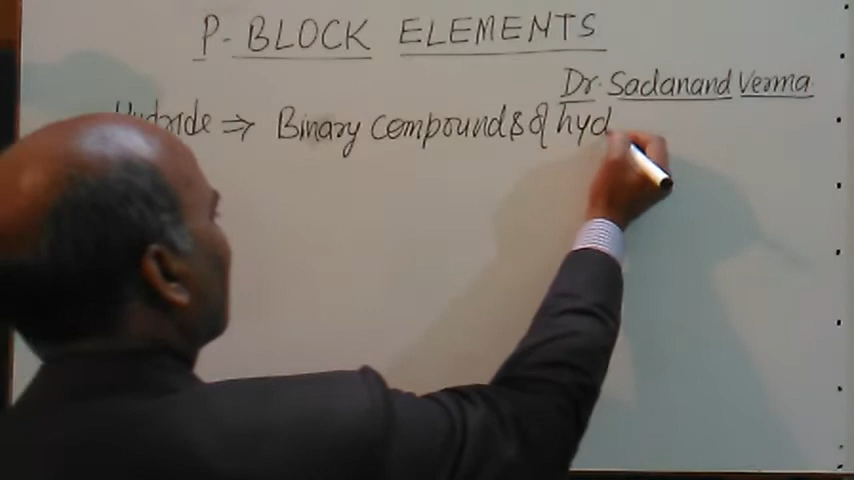 P-BLOCK ELEMENTS
Dr. Sadanand Verma
Hydride ⇒ Binary compounds of hyd